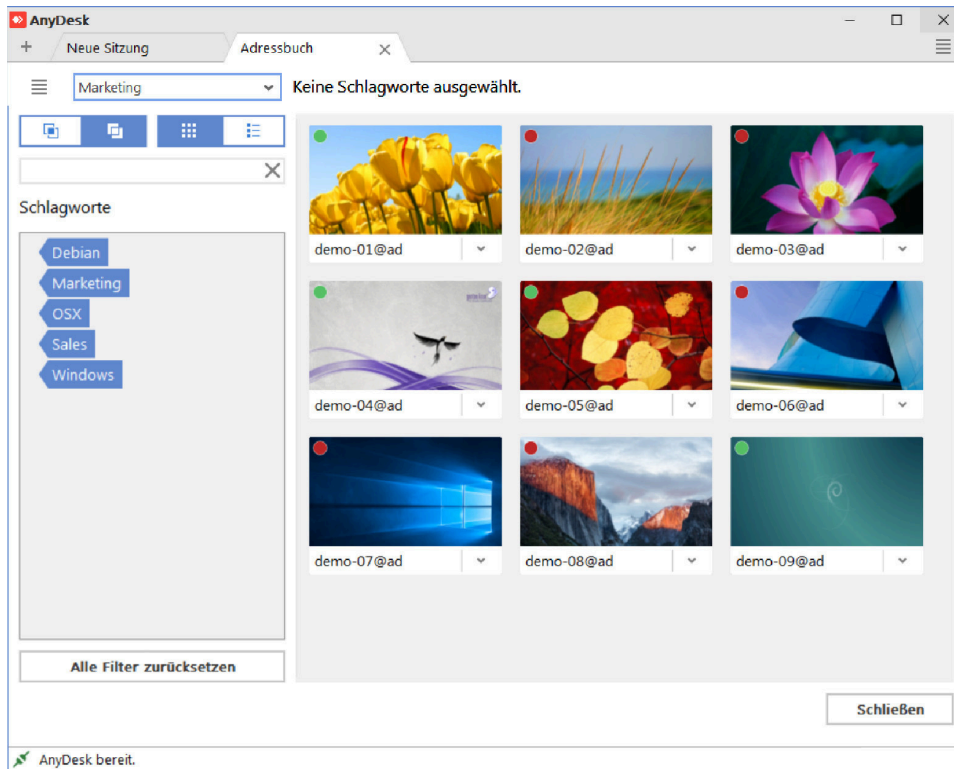 AnyDesk
Neue Sitzung
Adressbuch
Marketing
Keine Schlagworte ausgewählt.
Schlagworte
Debian
Marketing
OSX
Sales
Windows
demo-01@ad
demo-02@ad
demo-03@ad
demo-04@ad
demo-05@ad
demo-06@ad
demo-07@ad
demo-08@ad
demo-09@ad
Alle Filter zurücksetzen
Schließen
AnyDesk bereit.